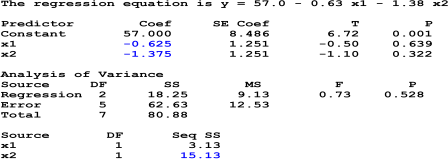 The regression equation is y = 57.0 - 0.63 x1 - 1.38 x2
Predictor Coef SE Coef T P
Constant 57.000 8.486 6.72 0.001
x1 -0.625 1.251 -0.50 0.639
x2 -1.375 1.251 -1.10 0.322
Analysis of Variance
Source DF SS MS F P
Regression 2 18.25 9.13 0.73 0.528
Error 5 62.63 12.53
Total 7 80.88
Source DF Seq SS
x1 1 3.13
x2 1 15.13